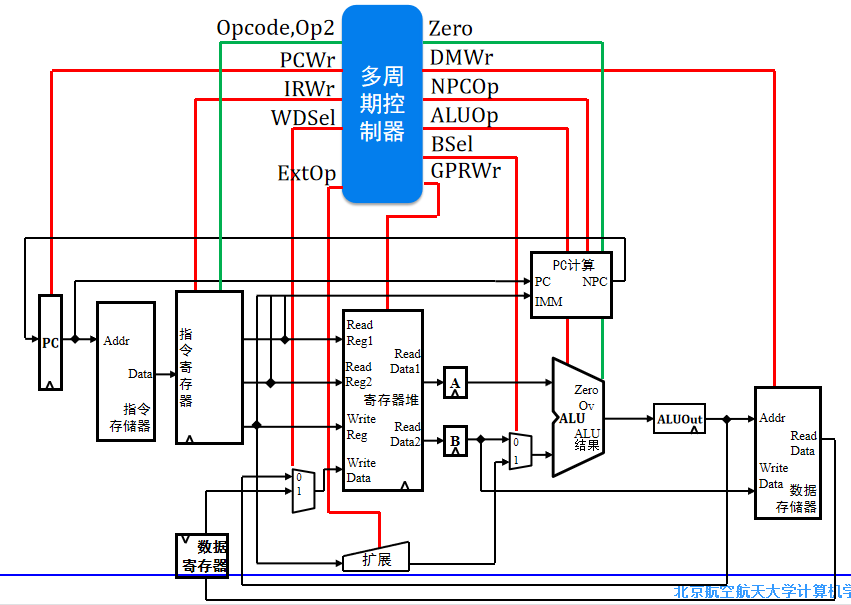 Opcode,Op2
PCWr
IRWr
WDSel
ExtOp
多周
期控
制器
Zero
DMWr
NPCOp
ALUOp
BSel
GPRWr
PC计算
PC
NPC
IMM
PC
Addr
Data
指令
存储器
指
令
寄
存
器
Read
Reg1
Read
Reg2
Write
Reg
Write
Data
Read
Data1
寄存器堆
Read
Data2
A
B
0
1
0
1
Zero
Ov
ALU
ALU
结果
ALUOut
Addr
Read
Data
Write
Data
数据
存储器
数据
寄存器
扩展
北京航空航天大学计算机学